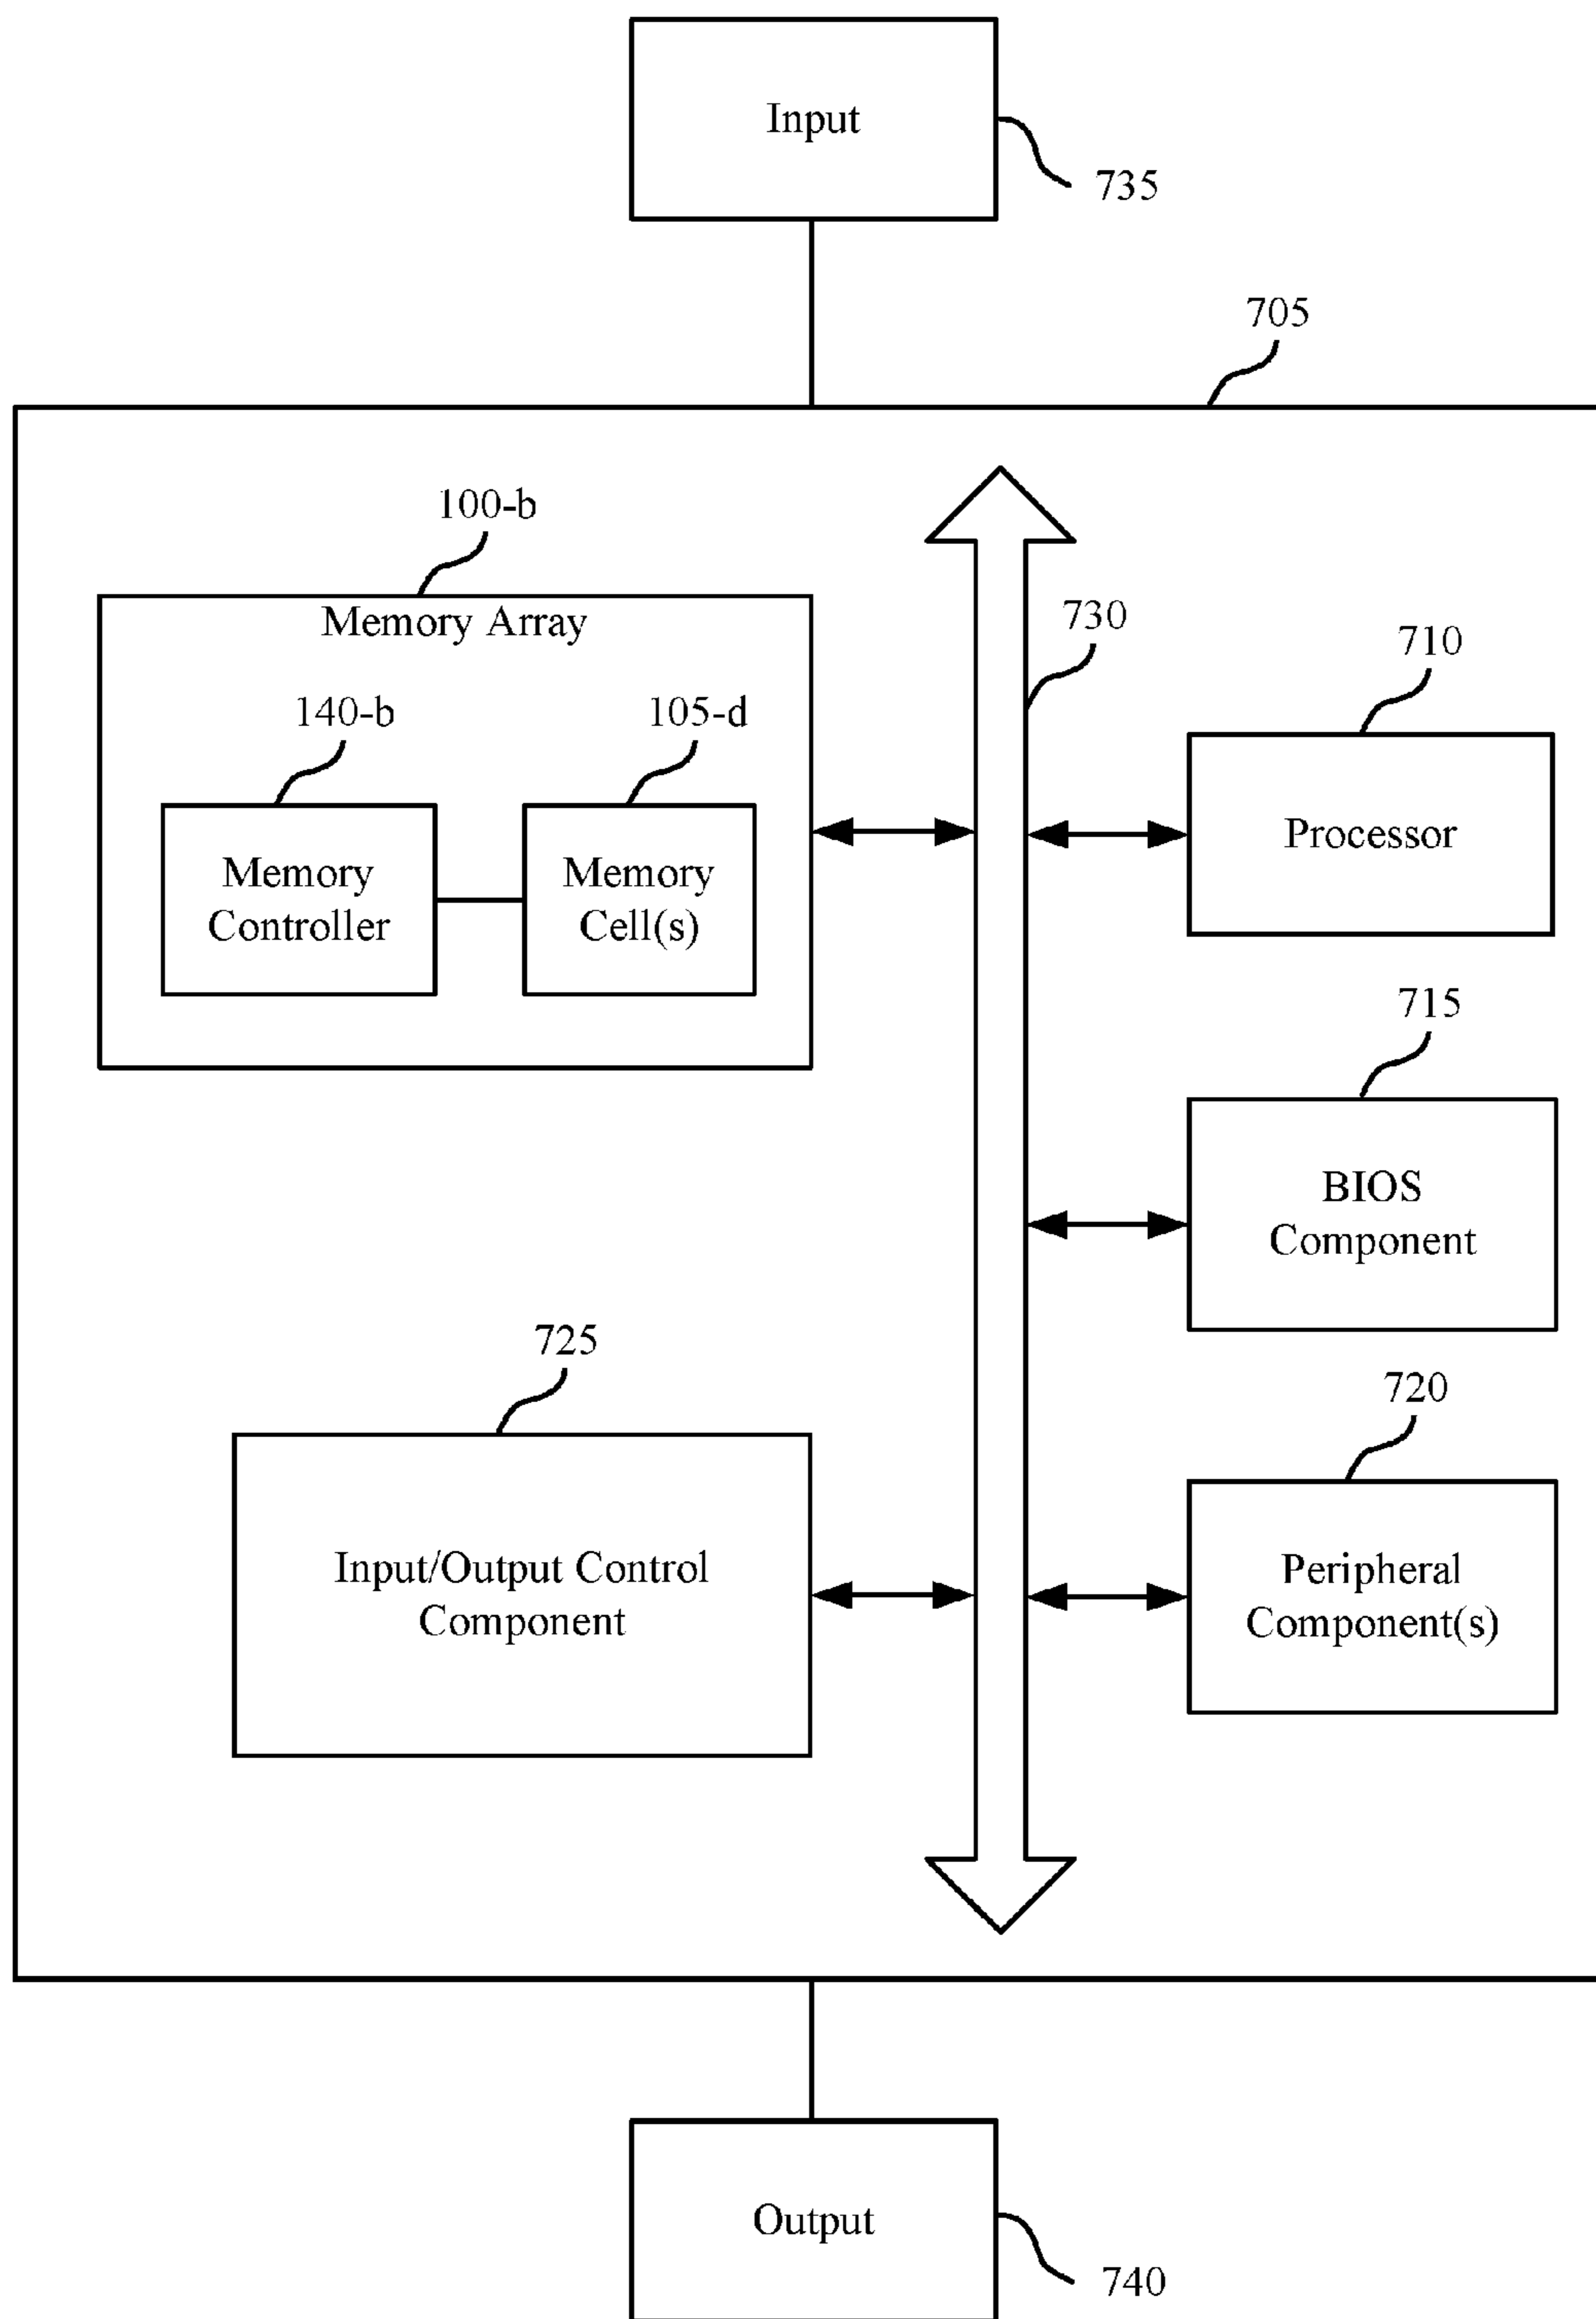 Input
735
705
100-b
Memory Array
730
710
140-b
105-d
Processor
Memory
Controller
Memory
Cell(s)
715
BIOS
Component
725
720
Input/Output Control
Component
Peripheral
Component(s)
Output
740